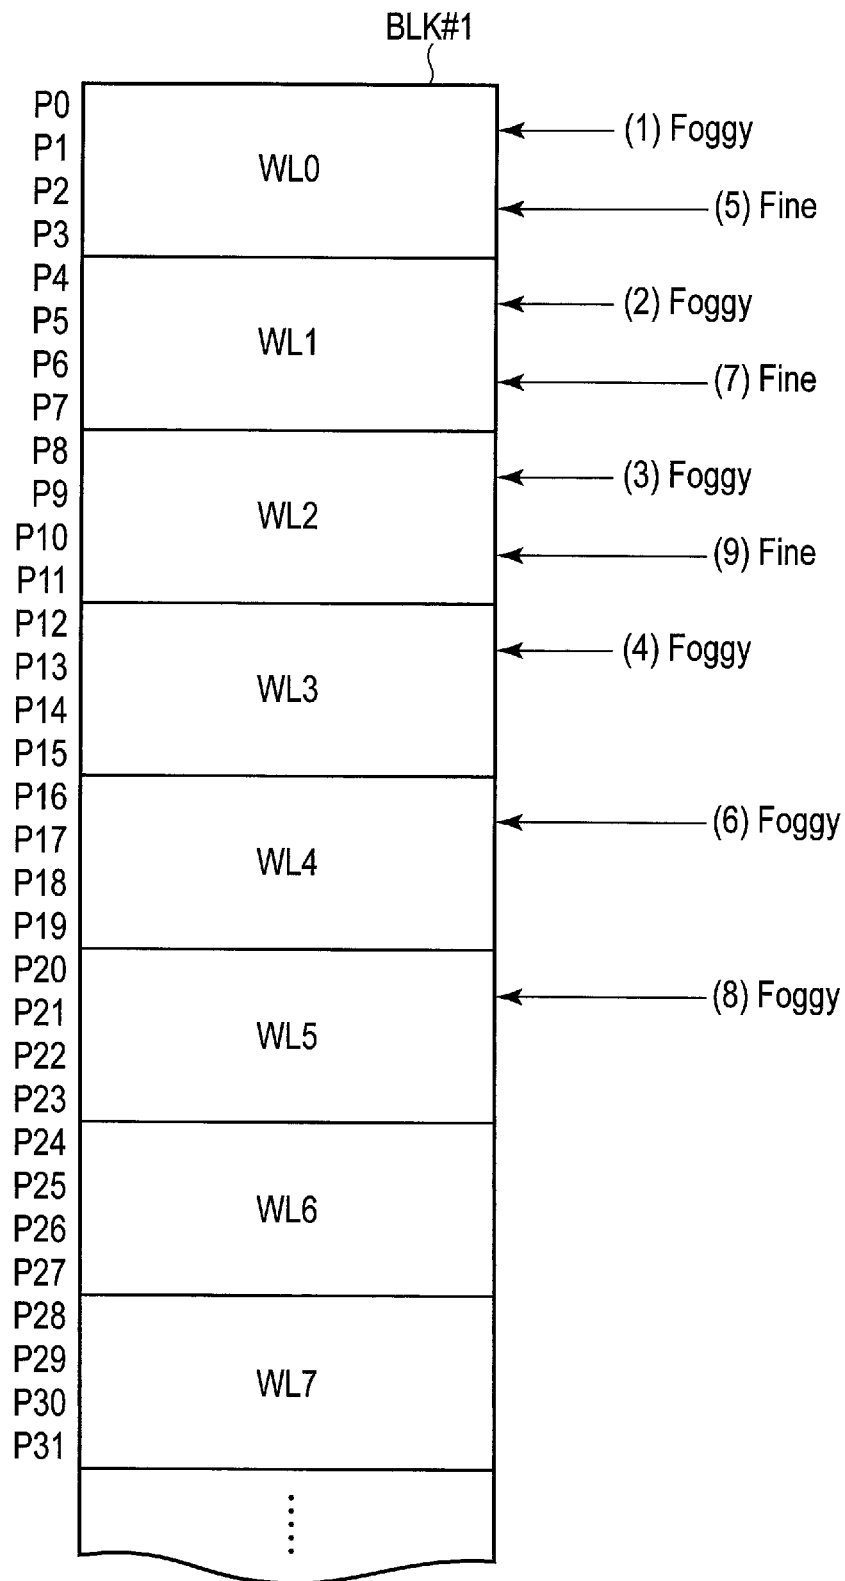 BLK#1
P0
P1
P2
P3
WL0
(1) Foggy
(5) Fine
P4
P5
P6
P7
WL1
(2) Foggy
(7) Fine
P8
P9
P10
P11
WL2
(3) Foggy
(9) Fine
P12
P13
P14
P15
WL3
(4) Foggy
P16
P17
P18
P19
WL4
(6) Foggy
P20
P21
P22
P23
WL5
(8) Foggy
P24
P25
P26
P27
WL6
P28
P29
P30
P31
WL7